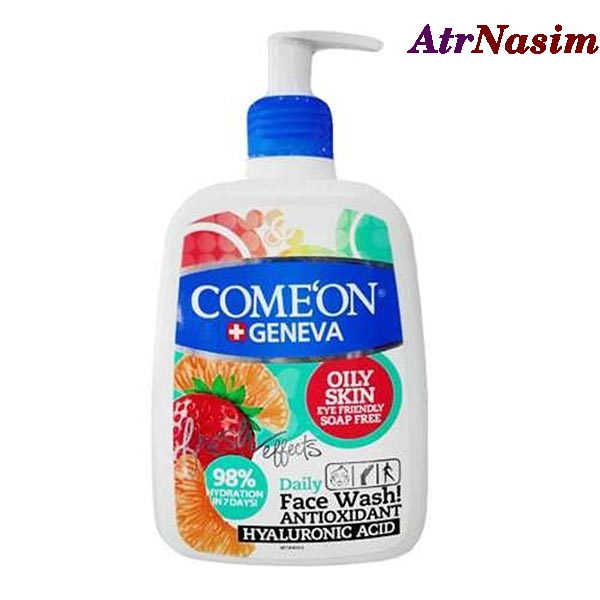 AtrNasim
COME'ON®
GENEVA
OILY
SKIN
EYE FRIENDLY
SOAP FREE
fresh effects
98%
HYDRATION
IN 7 DAYS!
Daily
Face Wash!
ANTIOXIDANT
HYALURONIC ACID